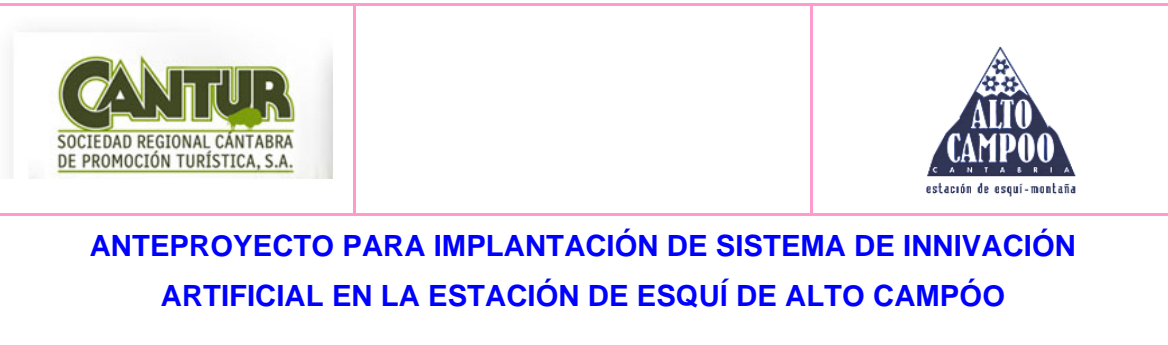 CANTUR
SOCIEDAD REGIONAL CÁNTABRA
DE PROMOCIÓN TURÍSTICA, S.A.
ALTO
CAMPOO
CANTABRIA
estación de esquí-montaña
ANTEPROYECTO PARA IMPLANTACIÓN DE SISTEMA DE INNIVACIÓN
ARTIFICIAL EN LA ESTACIÓN DE ESQUÍ DE ALTO CAMPÓO